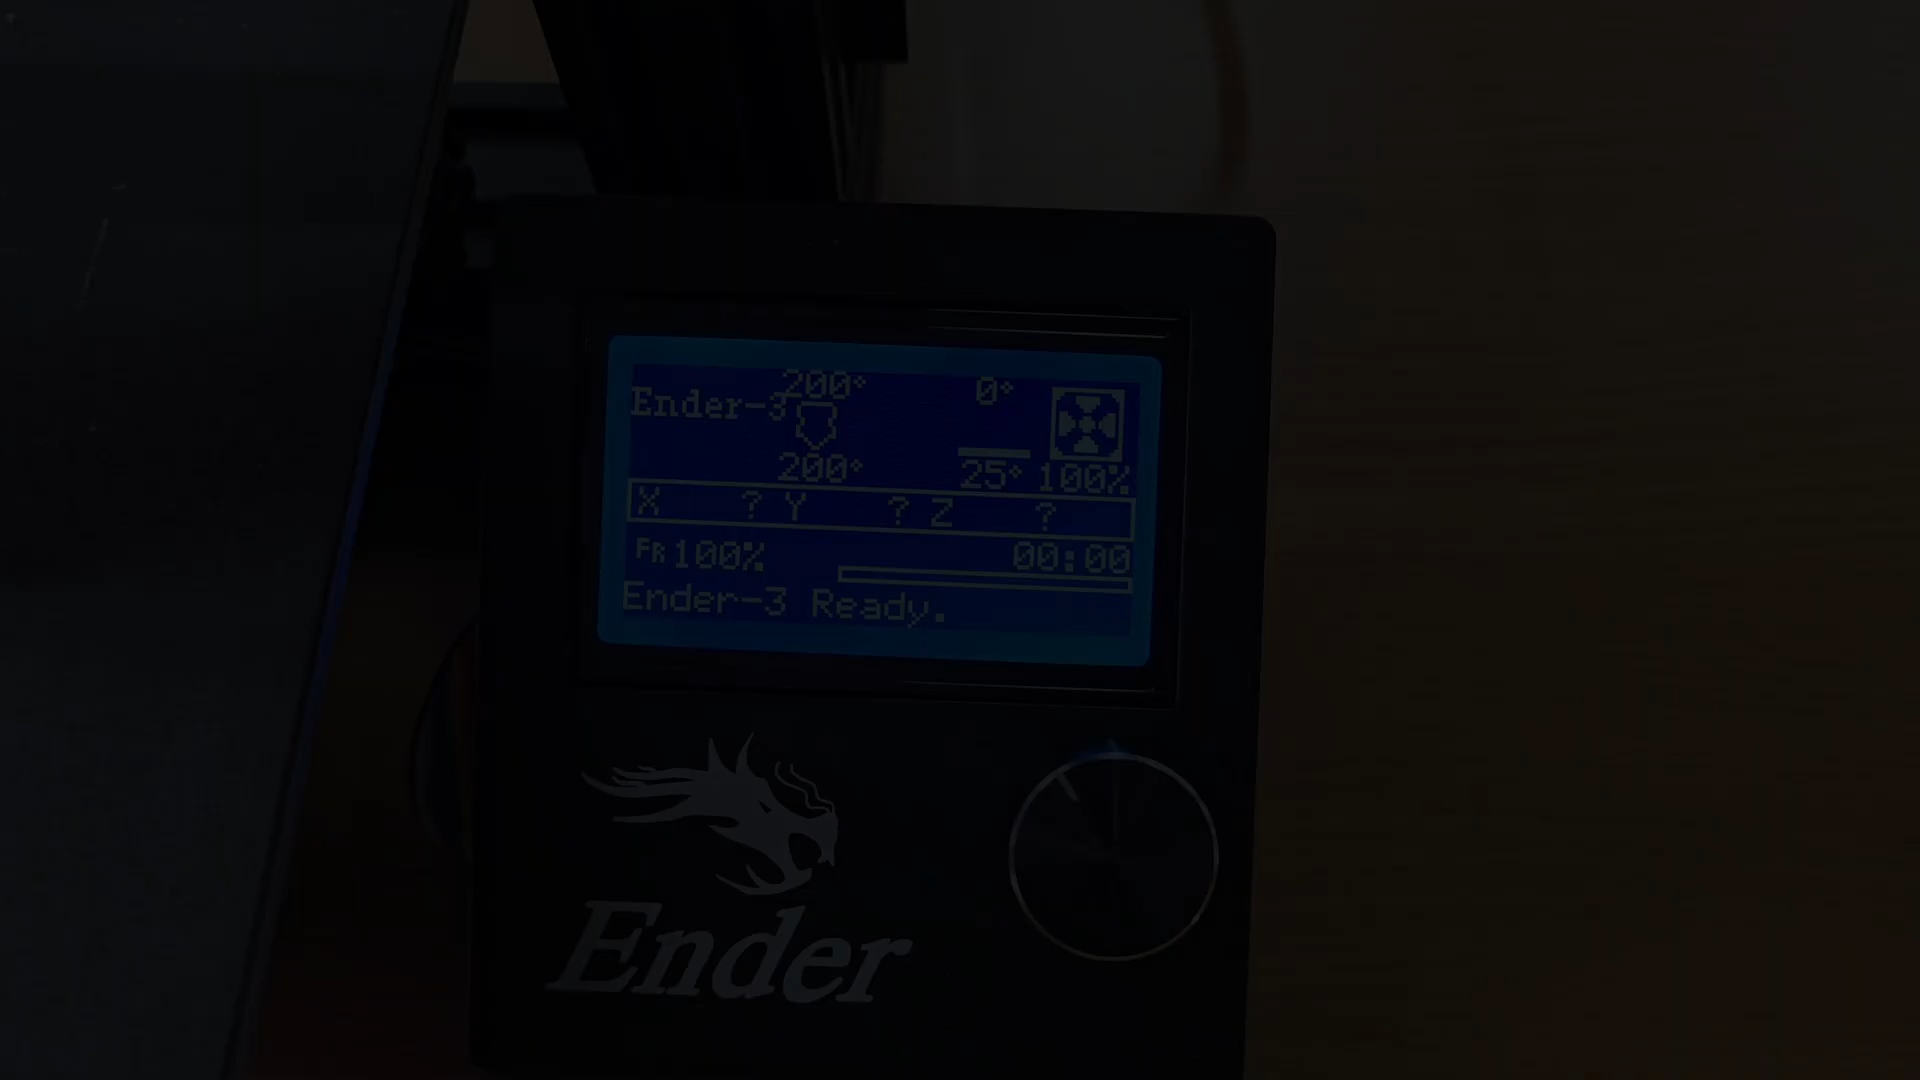 200° 0°
Ender-3
200° 25° 100%
X ? Y ? Z ?
FR 100% 00:00
Ender-3 Ready.
Ender